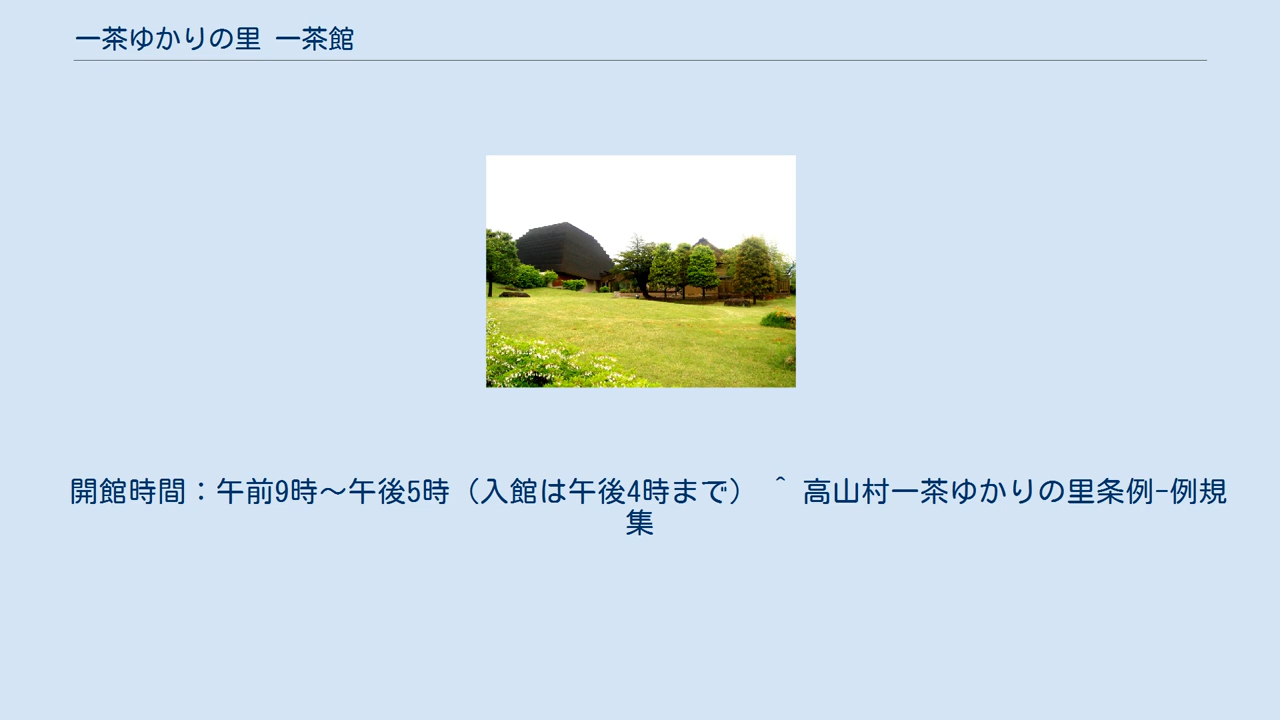 一茶ゆかりの里 一茶館
開館時間：午前9時～午後5時（入館は午後4時まで） ^ 高山村一茶ゆかりの里条例-例規
集